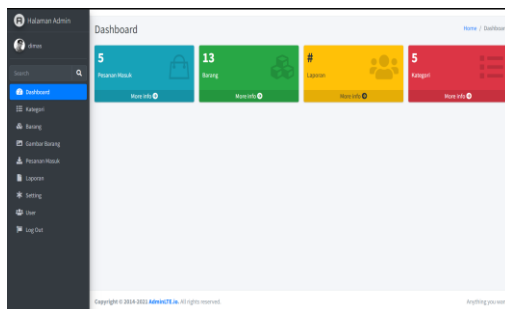 Halaman Admin
dimas
Search
Dashboard
Kategori
Barang
Gambar Barang
Pesanan Masuk
Laporan
Setting
User
Log Out
Dashboard
Home / Dashboar
5
Pesanan Masuk
More info
13
Barang
More info
#
Laporan
More info
5
Kategori
More info
Copyright © 2014-2021 AdminLTE.io. All rights reserved.
Anything you wan